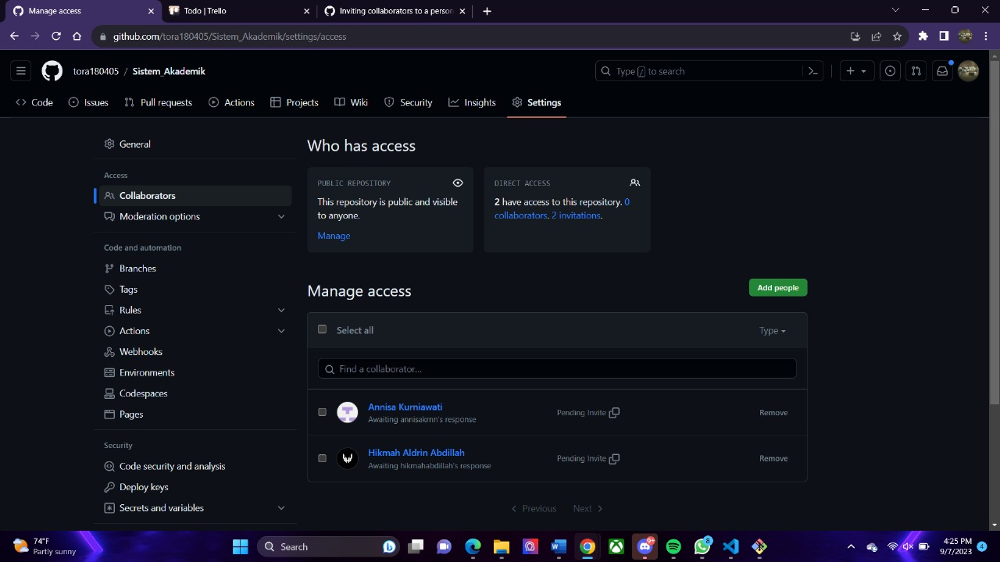 Manage access
Todo | Trello
Inviting collaborators to a person
github.com/tora180405/Sistem_Akademik/settings/access
tora180405 / Sistem_Akademik
Type / to search
Code
Issues
Pull requests
Actions
Projects
Wiki
Security
Insights
Settings
General
Access
Collaborators
Moderation options
Code and automation
Branches
Tags
Rules
Actions
Webhooks
Environments
Codespaces
Pages
Security
Code security and analysis
Deploy keys
Secrets and variables
Who has access
PUBLIC REPOSITORY
This repository is public and visible
to anyone.
Manage
DIRECT ACCESS
2 have access to this repository. 0
collaborators. 2 invitations.
Manage access
Add people
Select all
Type
Find a collaborator...
Annisa Kurniawati
Awaiting annisakrnn's response
Pending Invite
Remove
Hikmah Aldrin Abdillah
Awaiting hikmahabdillah's response
Pending Invite
Remove
Previous
Next
74°F
Partly sunny
Search
9+
8
4:25 PM
9/7/2023
4